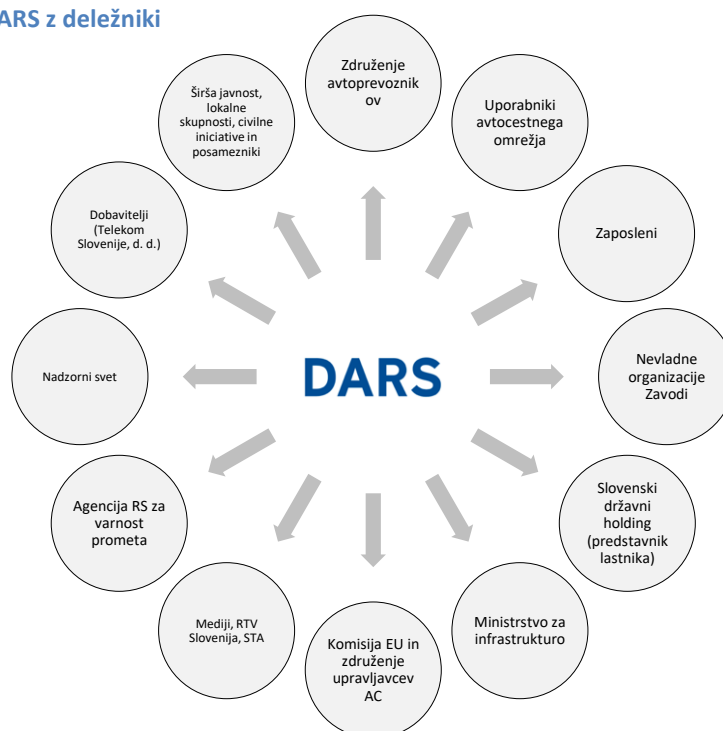 ARS z deležniki
Združenje
avtoprevoznik
ov
Uporabniki
avtocestnega
omrežja
Zaposleni
Nevladne
organizacije
Zavodi
Slovenski
državni
holding
(predstavnik
lastnika)
Ministrstvo za
infrastrukturo
Komisija EU in
združenje
upravljavcev
AC
Mediji, RTV
Slovenija, STA
Agencija RS za
varnost
prometa
Nadzorni svet
Dobavitelji
(Telekom
Slovenije, d. d.)
Širša javnost,
lokalne
skupnosti, civilne
iniciative in
posamezniki
DARS